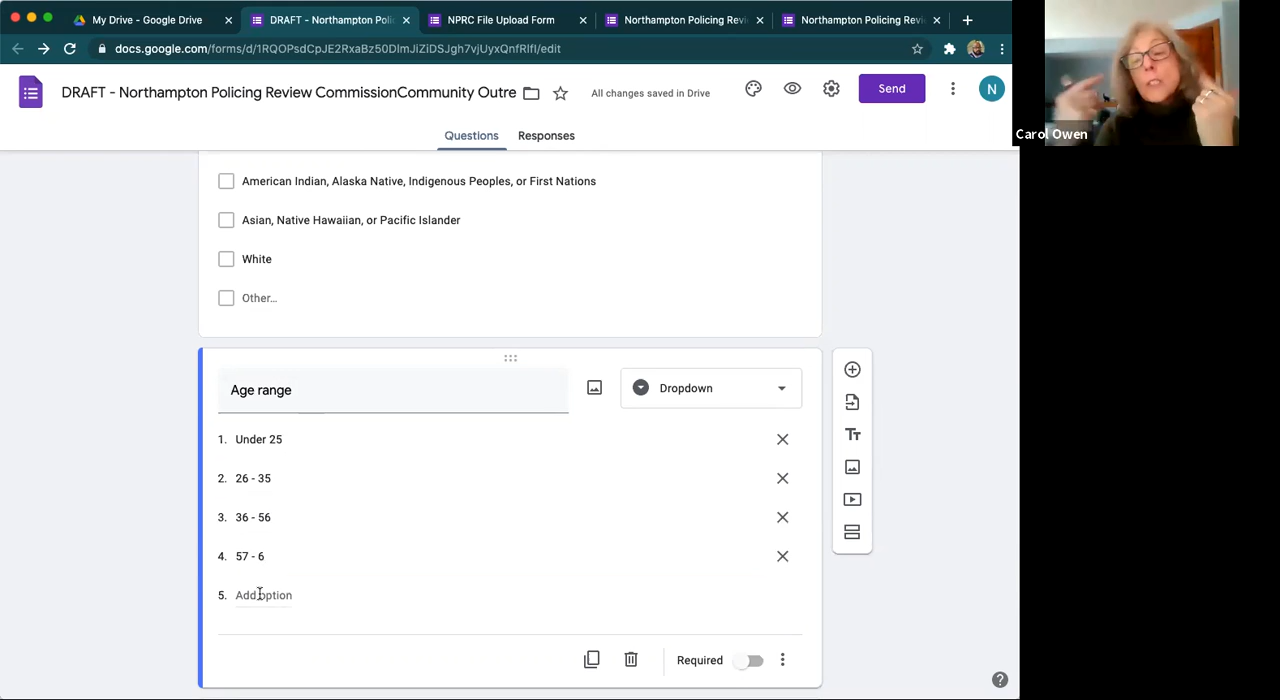 My Drive - Google Drive
DRAFT - Northampton Polic
NPRC File Upload Form
Northampton Policing Revi
Northampton Policing Revi
docs.google.com/forms/d/1RQOPsdCpJE2RxaBz50DlmJiZiDSJgh7vjUyxQnfRlfI/edit
DRAFT - Northampton Policing Review CommissionCommunity Outre
All changes saved in Drive
Send
N
Questions
Responses
Carol Owen
American Indian, Alaska Native, Indigenous Peoples, or First Nations
Asian, Native Hawaiian, or Pacific Islander
White
Other...
Age range
Dropdown
1. Under 25
2. 26 - 35
3. 36 - 56
4. 57 - 6
5. Add option
Required